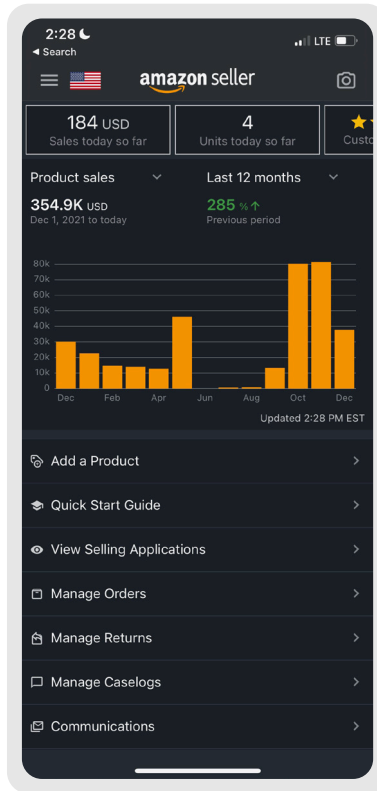 2:28
◄ Search
LTE
amazon seller
184 USD
Sales today so far
4
Units today so far
Custo
Product sales
Last 12 months
354.9K USD
Dec 1, 2021 to today
285 %↑
Previous period
80k
70k
60k
50k
40k
30k
20k
10k
0
Dec Feb Apr Jun Aug Oct Dec
Updated 2:28 PM EST
Add a Product
Quick Start Guide
View Selling Applications
Manage Orders
Manage Returns
Manage Caselogs
Communications